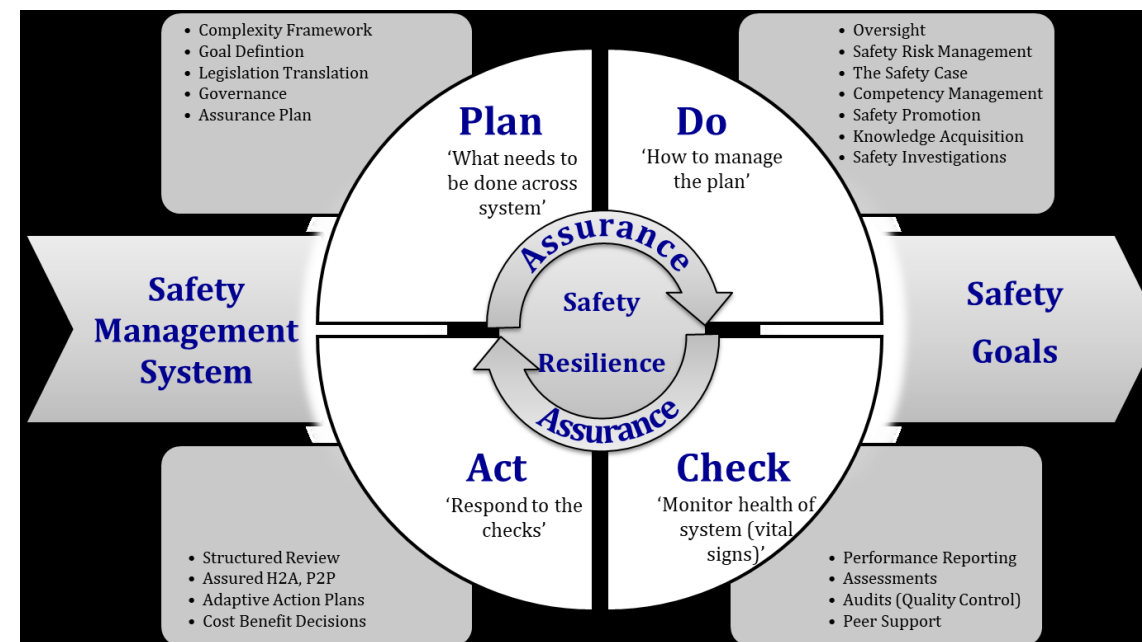 • Complexity Framework
• Goal Defintion
• Legislation Translation
• Governance
• Assurance Plan
• Oversight
• Safety Risk Management
• The Safety Case
• Competency Management
• Safety Promotion
• Knowledge Acquisition
• Safety Investigations
Plan
‘What needs to
be done across
system’
Do
‘How to manage
the plan’
Safety
Management
System
Assurance
Safety
Resilience
Assurance
Safety
Goals
Act
‘Respond to the
checks’
Check
‘Monitor health of
system (vital
signs)’
• Structured Review
• Assured H2A, P2P
• Adaptive Action Plans
• Cost Benefit Decisions
• Performance Reporting
• Assessments
• Audits (Quality Control)
• Peer Support